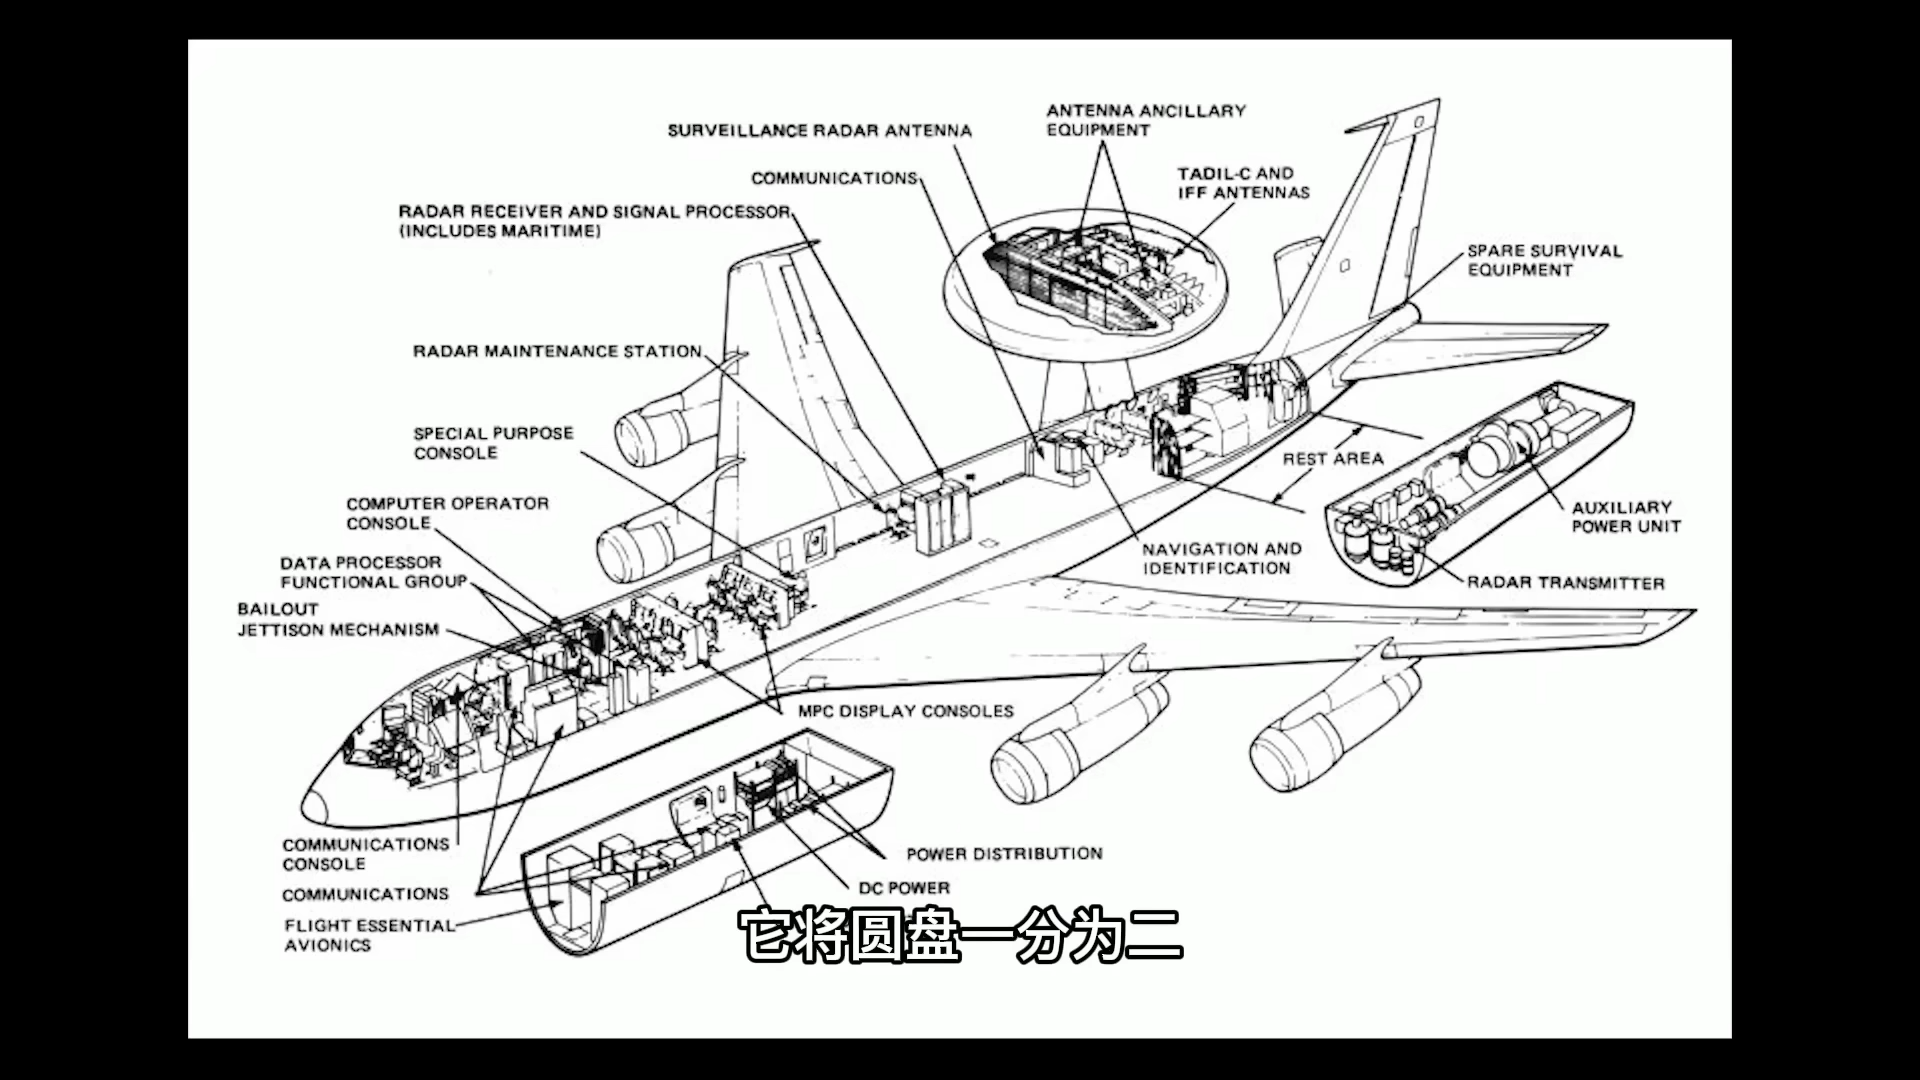 SURVEILLANCE RADAR ANTENNA
ANTENNA ANCILLARY
EQUIPMENT
COMMUNICATIONS
TADIL-C AND
IFF ANTENNAS
RADAR RECEIVER AND SIGNAL PROCESSOR
(INCLUDES MARITIME)
SPARE SURVIVAL
EQUIPMENT
RADAR MAINTENANCE STATION
SPECIAL PURPOSE
CONSOLE
REST AREA
COMPUTER OPERATOR
CONSOLE
AUXILIARY
POWER UNIT
DATA PROCESSOR
FUNCTIONAL GROUP
NAVIGATION AND
IDENTIFICATION
RADAR TRANSMITTER
BAILOUT
JETTISON MECHANISM
MPC DISPLAY CONSOLES
COMMUNICATIONS
CONSOLE
POWER DISTRIBUTION
COMMUNICATIONS
DC POWER
FLIGHT ESSENTIAL
AVIONICS
它将圆盘一分为二